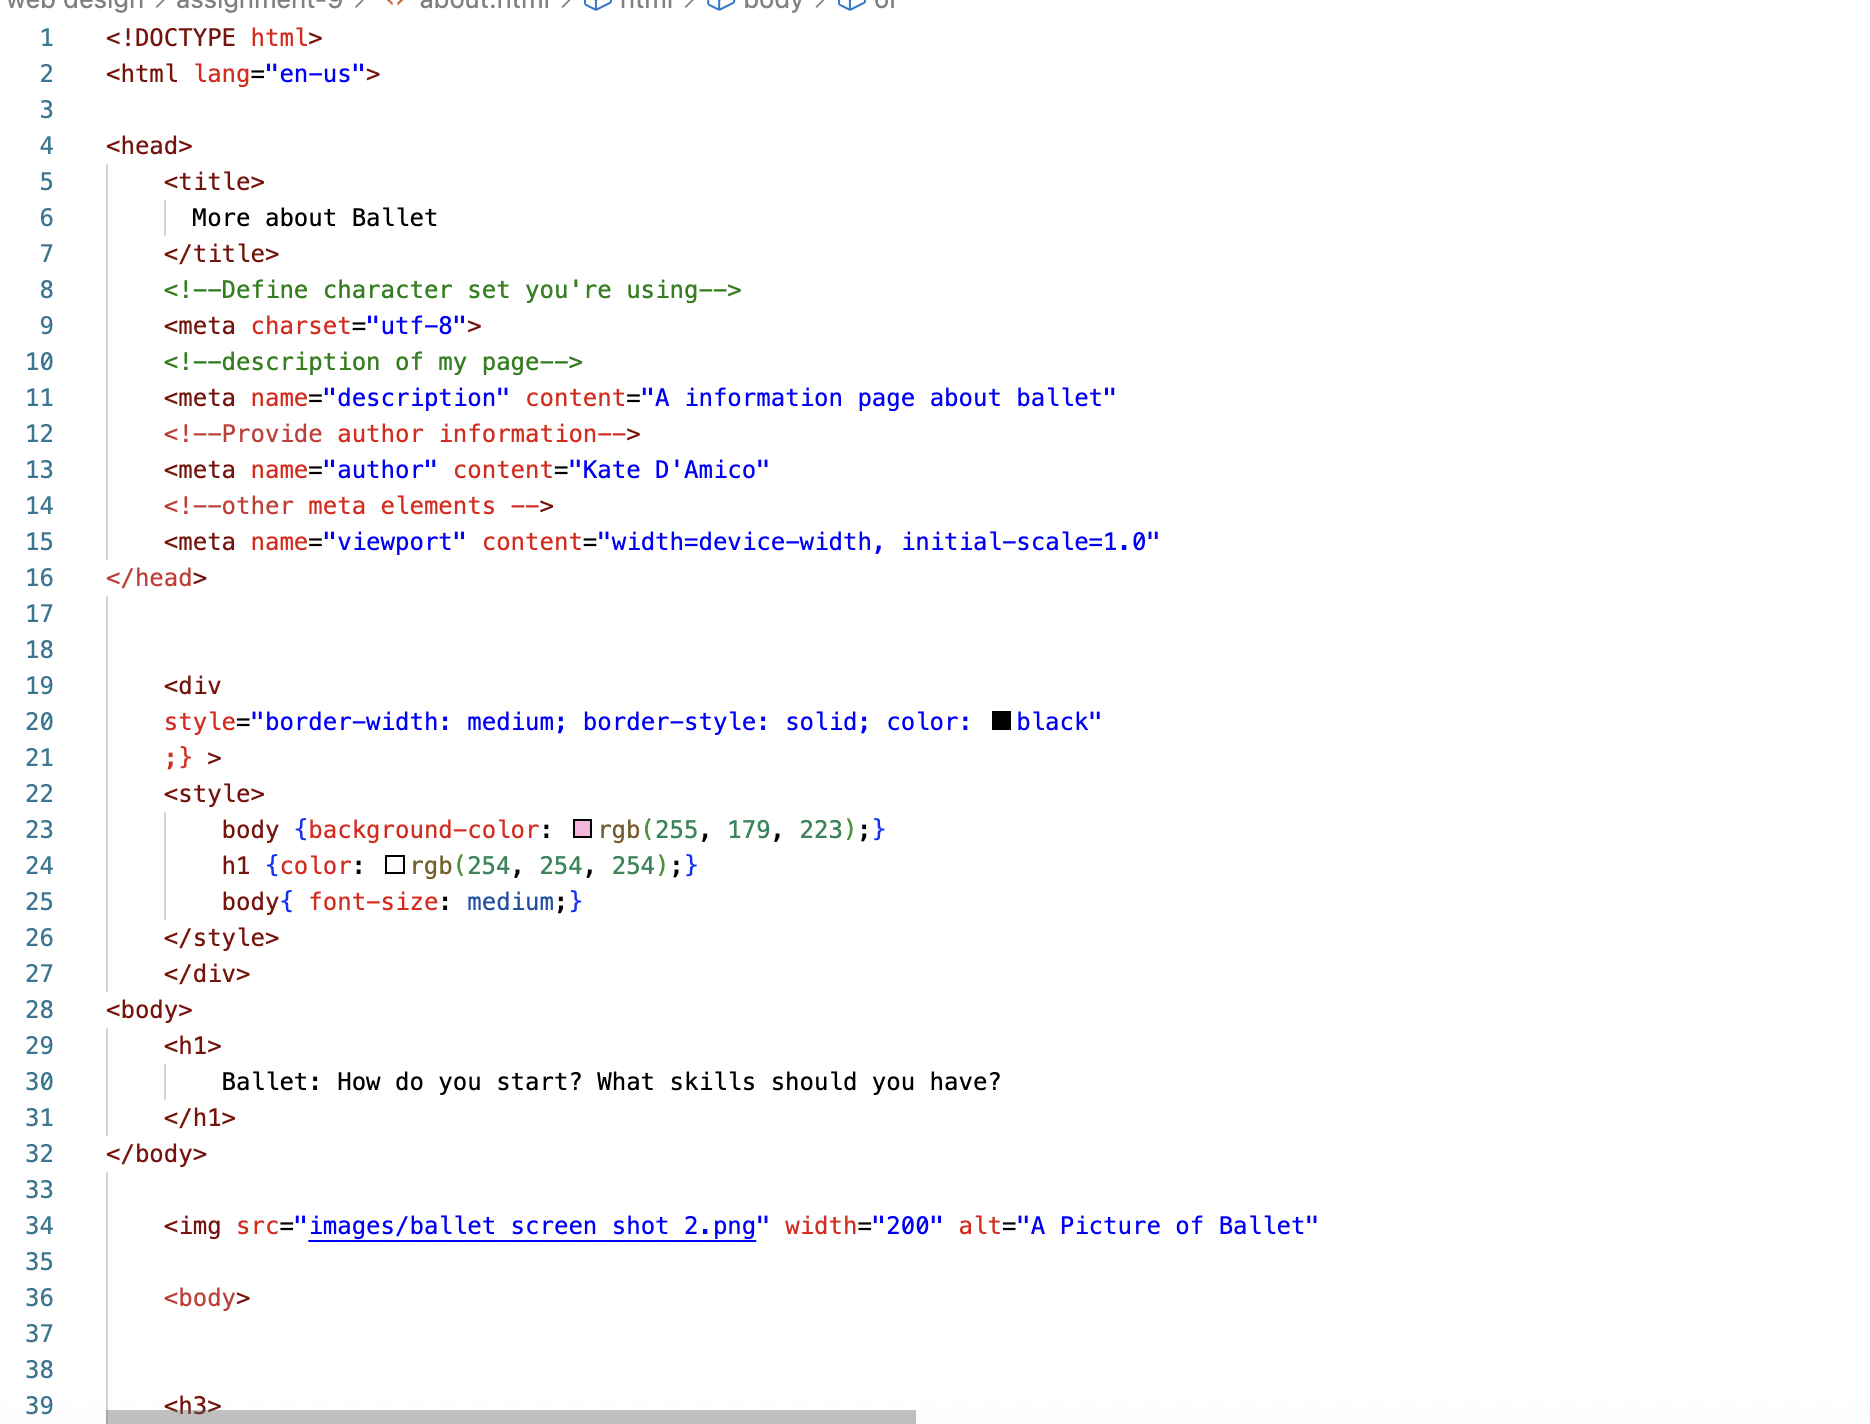 web design > assignment-9 > <> about.html > html > body > ol
1 <!DOCTYPE html>
2 <html lang="en-us">
3
4 <head>
5 <title>
6 More about Ballet
7 </title>
8 <!--Define character set you're using-->
9 <meta charset="utf-8">
10 <!--description of my page-->
11 <meta name="description" content="A information page about ballet"
12 <!--Provide author information-->
13 <meta name="author" content="Kate D'Amico"
14 <!--other meta elements -->
15 <meta name="viewport" content="width=device-width, initial-scale=1.0"
16 </head>
17
18
19 <div
20 style="border-width: medium; border-style: solid; color: black"
21 ;} >
22 <style>
23 body {background-color: rgb(255, 179, 223);}
24 h1 {color: rgb(254, 254, 254);}
25 body{ font-size: medium;}
26 </style>
27 </div>
28 <body>
29 <h1>
30 Ballet: How do you start? What skills should you have?
31 </h1>
32 </body>
33
34 <img src="images/ballet screen shot 2.png" width="200" alt="A Picture of Ballet"
35
36 <body>
37
38
39 <h3>